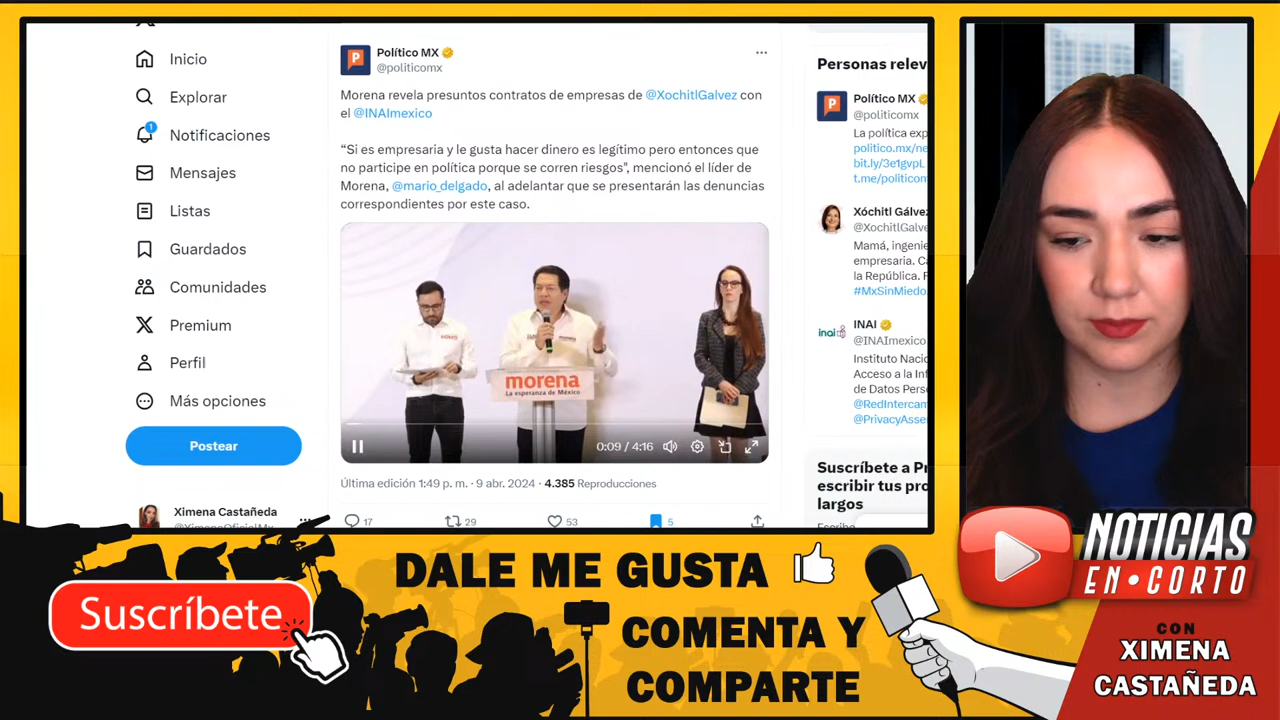 Inicio
Explorar
1
Notificaciones
Mensajes
Listas
Guardados
Comunidades
Premium
Perfil
Más opciones
Postear
Ximena Castañeda
@XimenaOficialMx
Político MX
@politicomx
Morena revela presuntos contratos de empresas de @XochitlGalvez con
el @INAImexico
“Si es empresaria y le gusta hacer dinero es legítimo pero entonces que
no participe en política porque se corren riesgos", mencionó el líder de
Morena, @mario_delgado, al adelantar que se presentarán las denuncias
correspondientes por este caso.
morena
La esperanza de México
0:09 / 4:16
Última edición 1:49 p. m. · 9 abr. 2024 · 4.385 Reproducciones
17
29
53
5
Personas relev
Político MX
@politicomx
La política exp
politico.mx/ne
bit.ly/3e1gvpL
t.me/politicom
Xóchitl Gálve
@XochitlGalve
Mamá, ingenie
empresaria. Ca
la República. F
#MxSinMiedo
inai
INAI
@INAImexico
Instituto Nacio
Acceso a la Inf
de Datos Perso
@RedIntercam
@PrivacyAsse
Suscríbete a Pr
escribir tus pro
largos
Escribe
Suscríbete
DALE ME GUSTA
COMENTA Y
COMPARTE
NOTICIAS
EN•CORTO
CON
XIMENA
CASTAÑEDA